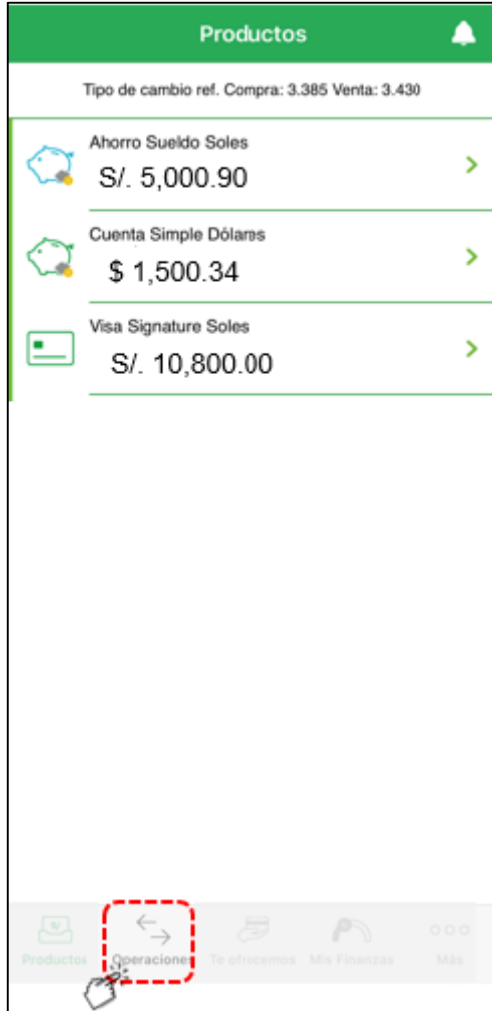 Productos
Tipo de cambio ref. Compra: 3.385 Venta: 3.430
Ahorro Sueldo Soles
S/. 5,000.90
Cuenta Simple Dólares
$ 1,500.34
Visa Signature Soles
S/. 10,800.00
Productos Operaciones Te ofrecemos Mis Finanzas Más